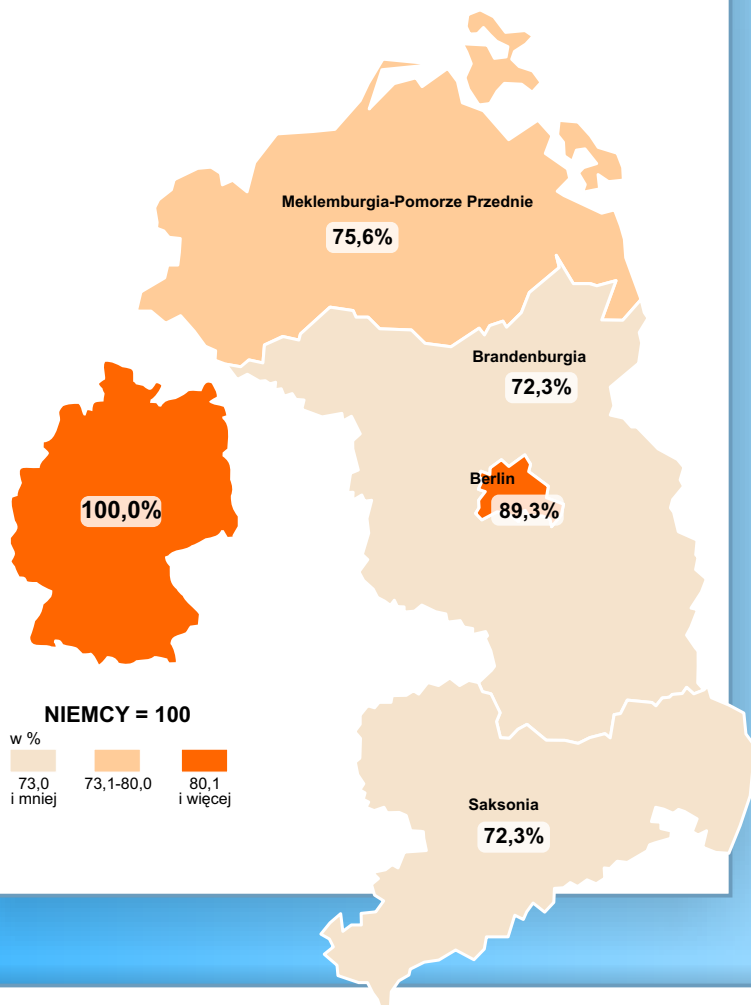 Meklemburgia-Pomorze Przednie
75,6%
Brandenburgia
72,3%
Berlin
89,3%
100,0%
NIEMCY = 100
w %
73,0
i mniej
73,1-80,0
80,1
i więcej
Saksonia
72,3%